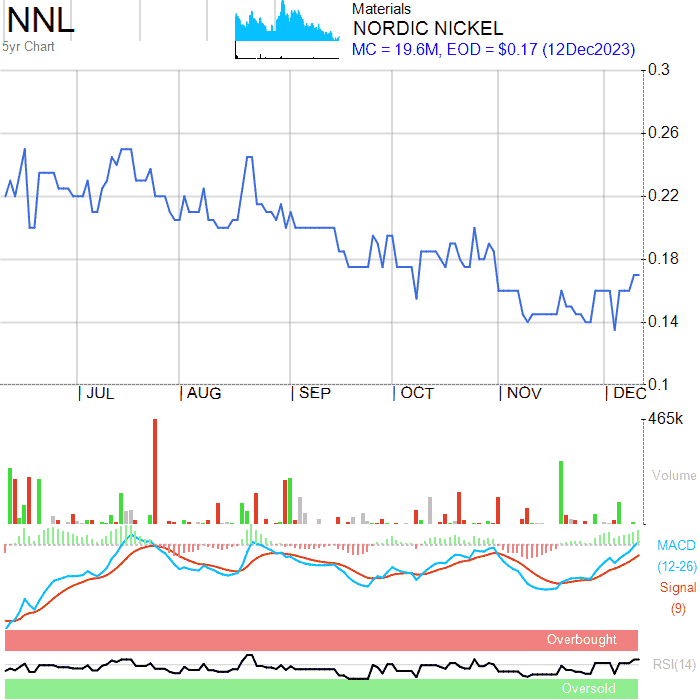 NNL
5yr Chart
Materials
NORDIC NICKEL
MC = 19.6M, EOD = $0.17 (12Dec2023)
0.3
0.26
0.22
0.18
0.14
0.1
JUL AUG SEP OCT NOV DEC
465k
Volume
MACD
(12-26)
Signal
(9)
Overbought
RSI(14)
Oversold